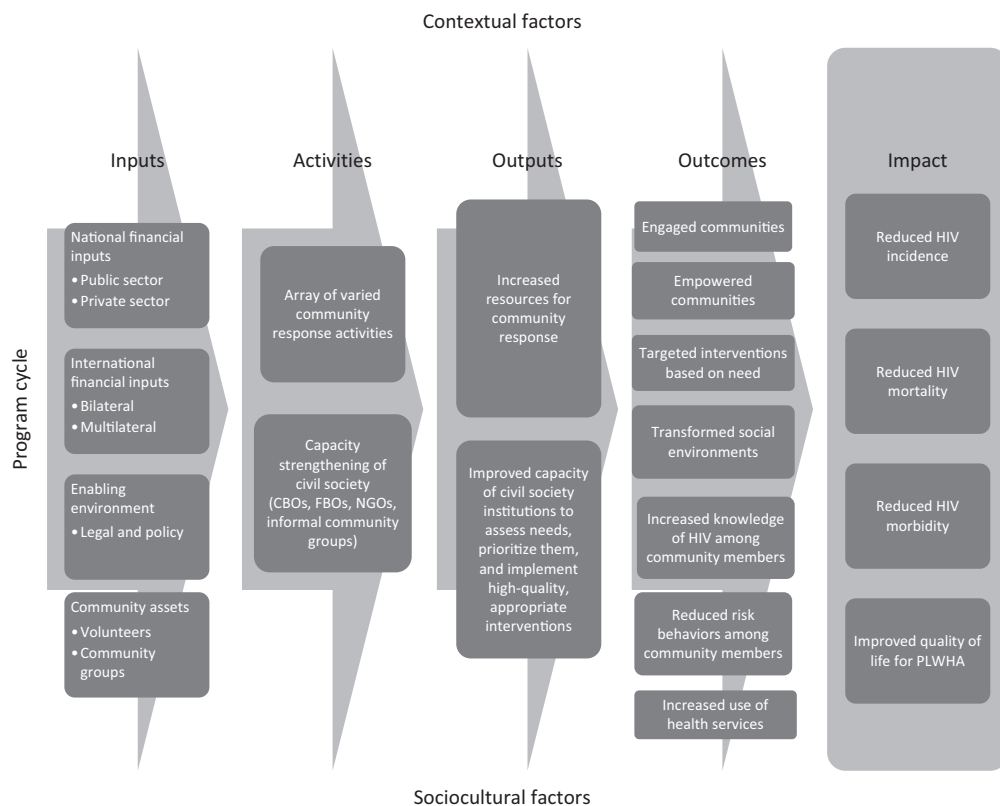 Contextual factors
Program cycle
Inputs
National financial
inputs
• Public sector
• Private sector
International
financial inputs
• Bilateral
• Multilateral
Enabling
environment
• Legal and policy
Community assets
• Volunteers
• Community
groups
Activities
Array of varied
community
response activities
Capacity
strengthening of
civil society
(CBOs, FBOs, NGOs,
informal community
groups)
Outputs
Increased
resources for
community
response
Improved capacity
of civil society
institutions to
assess needs,
prioritize them,
and implement
high-quality,
appropriate
interventions
Outcomes
Engaged communities
Empowered
communities
Targeted interventions
based on need
Transformed social
environments
Increased knowledge
of HIV among
community members
Reduced risk
behaviors among
community members
Increased use of
health services
Impact
Reduced HIV
incidence
Reduced HIV
mortality
Reduced HIV
morbidity
Improved quality of
life for PLWHA
Sociocultural factors